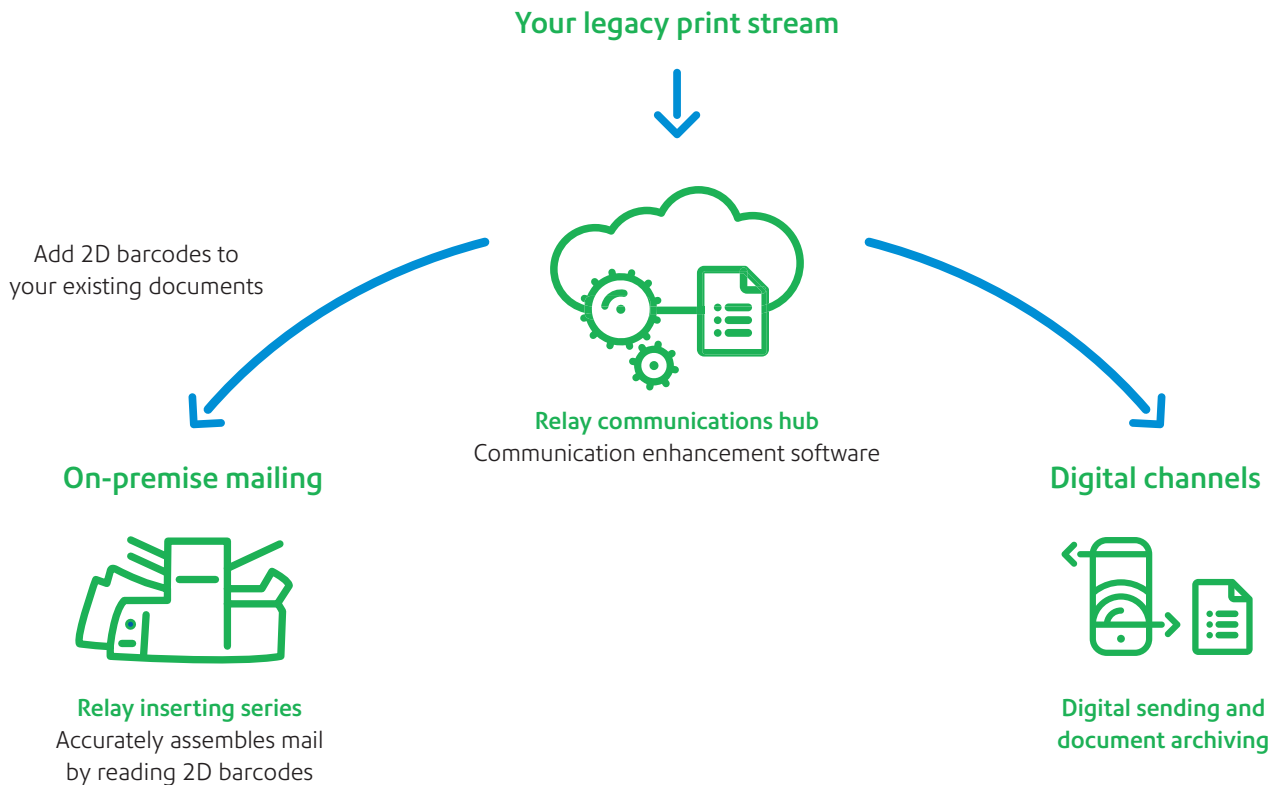 Your legacy print stream
Add 2D barcodes to
your existing documents
Relay communications hub
Communication enhancement software
On-premise mailing
Digital channels
Relay inserting series
Accurately assembles mail
by reading 2D barcodes
Digital sending and
document archiving